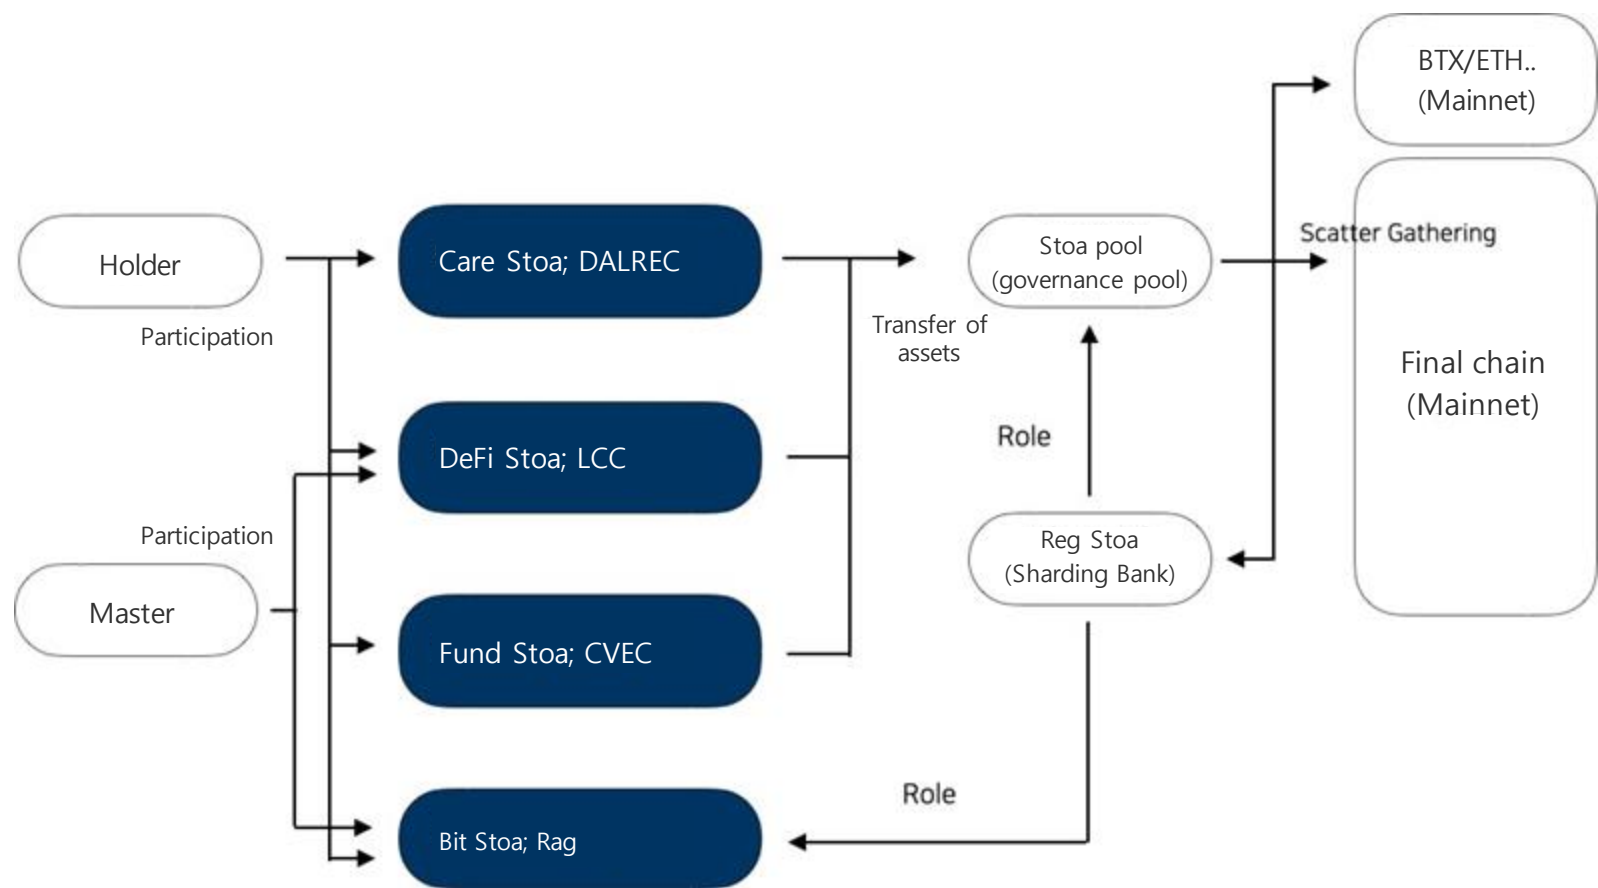 BTX/ETH..
(Mainnet)
Holder
Participation
Care Stoa; DALREC
Transfer of
assets
Stoa pool
(governance pool)
Scatter Gathering
Final chain
(Mainnet)
DeFi Stoa; LCC
Role
Participation
Master
Reg Stoa
(Sharding Bank)
Fund Stoa; CVEC
Role
Bit Stoa; Rag